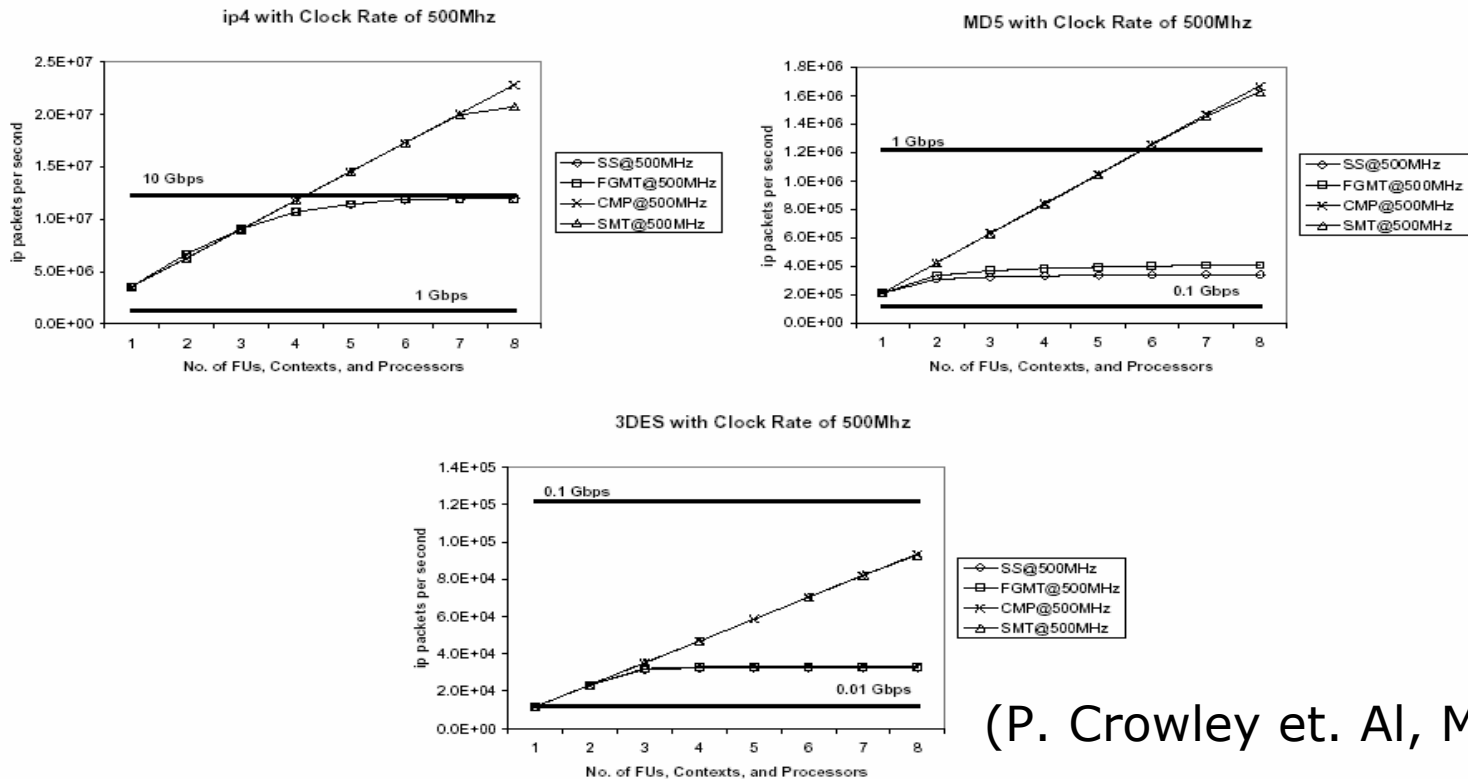 ip4 with Clock Rate of 500Mhz
ip packets per second
2.5E+07
2.0E+07
1.5E+07
1.0E+07
5.0E+06
0.0E+00
10 Gbps
1 Gbps
1 2 3 4 5 6 7 8
No. of FUs, Contexts, and Processors
SS@500MHz
FGMT@500MHz
CMP@500MHz
SMT@500MHz
MD5 with Clock Rate of 500Mhz
ip packets per second
1.8E+06
1.6E+06
1.4E+06
1.2E+06
1.0E+06
8.0E+05
6.0E+05
4.0E+05
2.0E+05
0.0E+00
1 Gbps
0.1 Gbps
1 2 3 4 5 6 7 8
No. of FUs, Contexts, and Processors
SS@500MHz
FGMT@500MHz
CMP@500MHz
SMT@500MHz
3DES with Clock Rate of 500Mhz
ip packets per second
1.4E+05
1.2E+05
1.0E+05
8.0E+04
6.0E+04
4.0E+04
2.0E+04
0.0E+00
0.1 Gbps
0.01 Gbps
1 2 3 4 5 6 7 8
No. of FUs, Contexts, and Processors
SS@500MHz
FGMT@500MHz
CMP@500MHz
SMT@500MHz
(P. Crowley et. Al, M